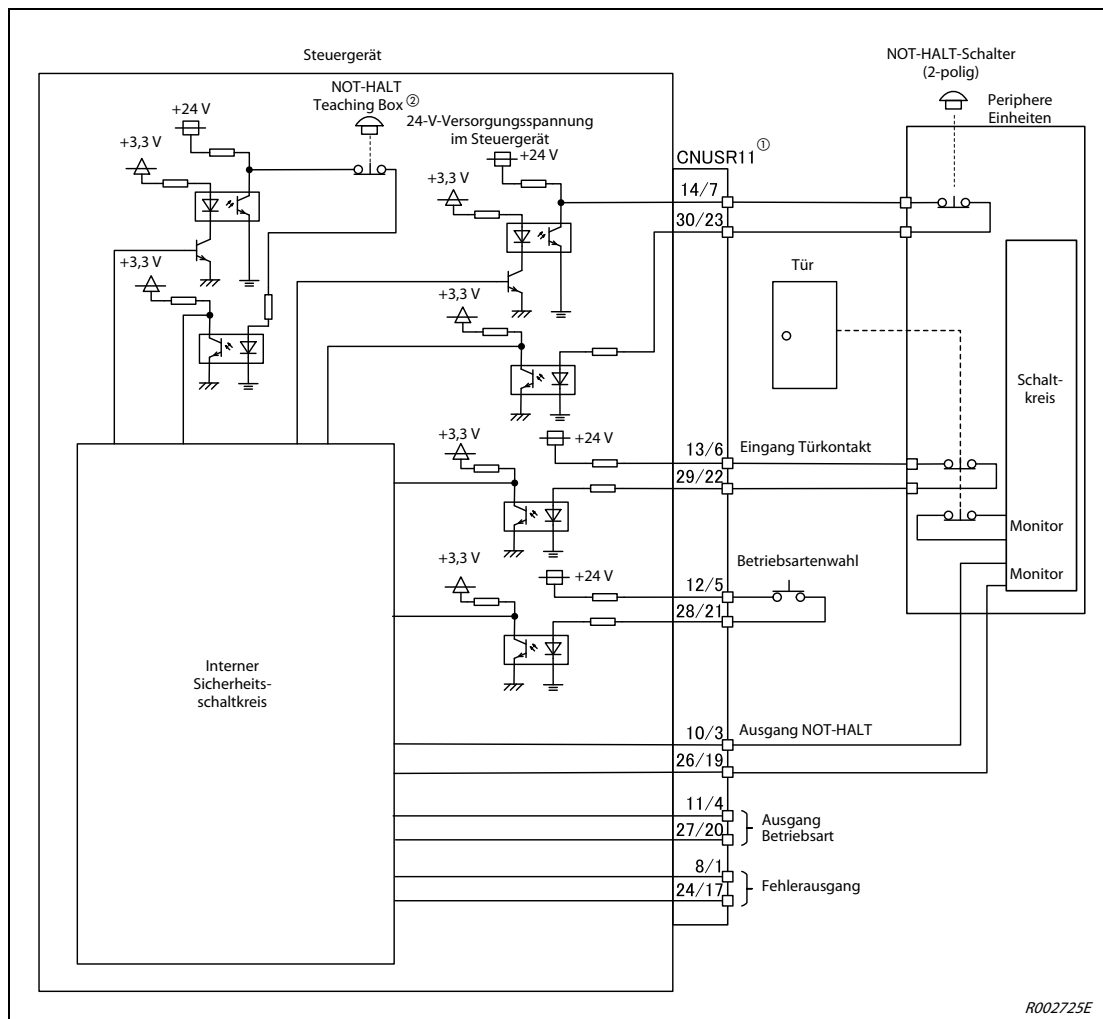 Steuergerät
NOT-HALT-Schalter
(2-polig)
NOT-HALT
Teaching Box ②
Periphere
Einheiten
+24 V
24-V-Versorgungsspannung
im Steuergerät
+3,3 V
+24 V
CNUSR11 ①
+3,3 V
14/7
30/23
+3,3 V
Tür
+3,3 V
Schalt-
kreis
+3,3 V
+24 V
13/6
Eingang Türkontakt
29/22
Monitor
+3,3 V
+24 V
Betriebsartenwahl
12/5
Monitor
28/21
Interner
Sicherheits-
schaltkreis
10/3
Ausgang NOT-HALT
26/19
11/4
Ausgang
Betriebsart
27/20
8/1
Fehlerausgang
24/17
R002725E